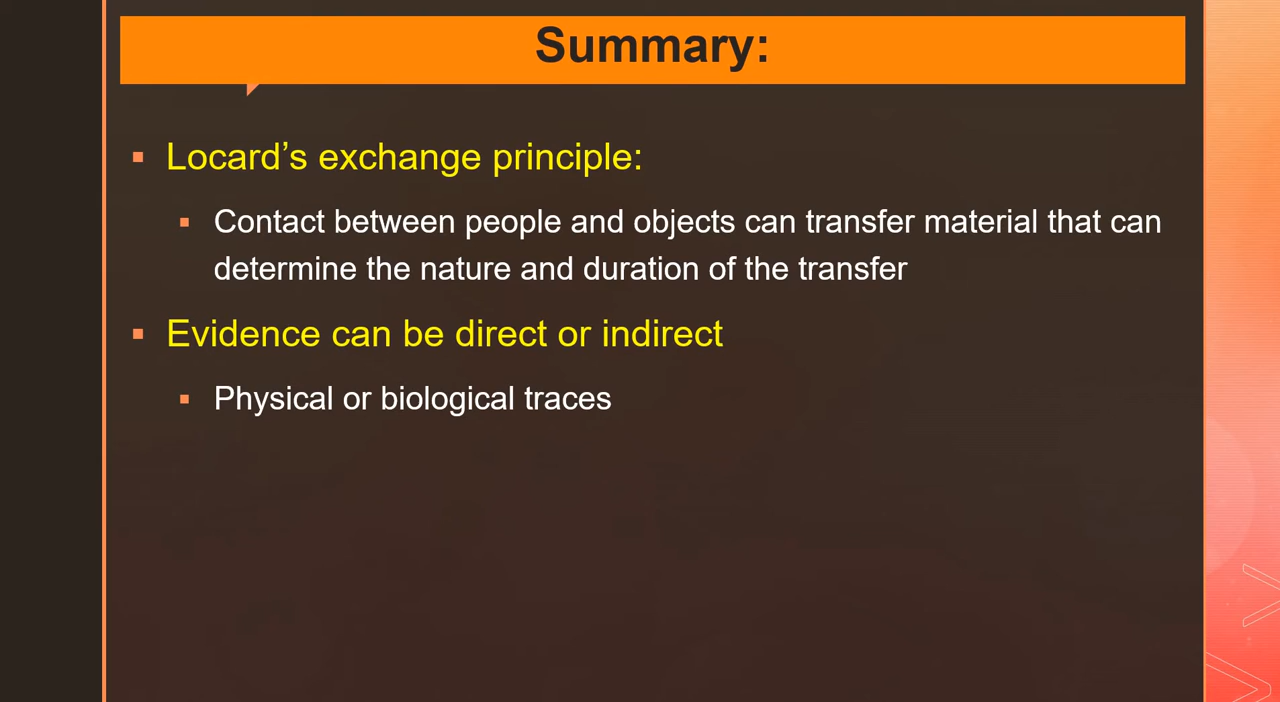 Summary:
Locard’s exchange principle:
Contact between people and objects can transfer material that can
determine the nature and duration of the transfer
Evidence can be direct or indirect
Physical or biological traces